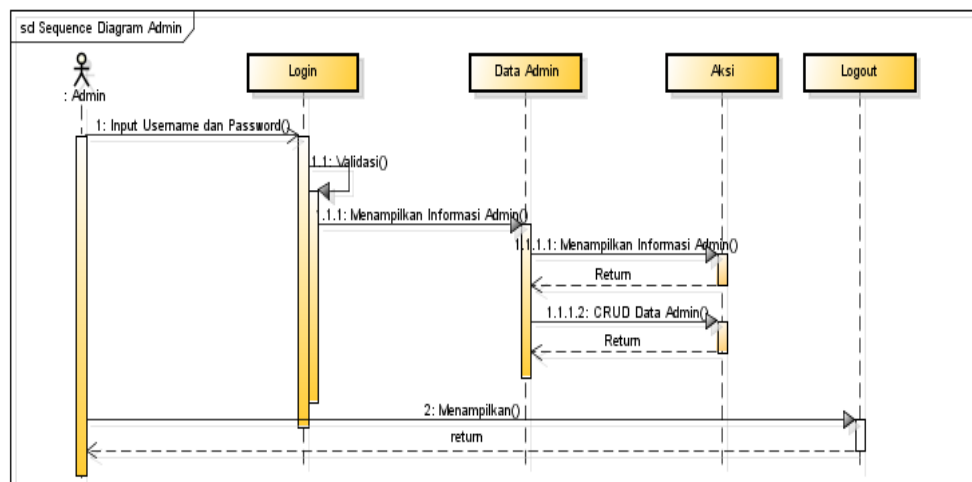 sd Sequence Diagram Admin
Login
Data Admin
Aksi
Logout
: Admin
1: Input Username dan Password()
1.1: Validasi()
1.1.1: Menampilkan Informasi Admin()
1.1.1.1: Menampilkan Informasi Admin()
Return
1.1.1.2: CRUD Data Admin()
Return
2: Menampilkan()
return